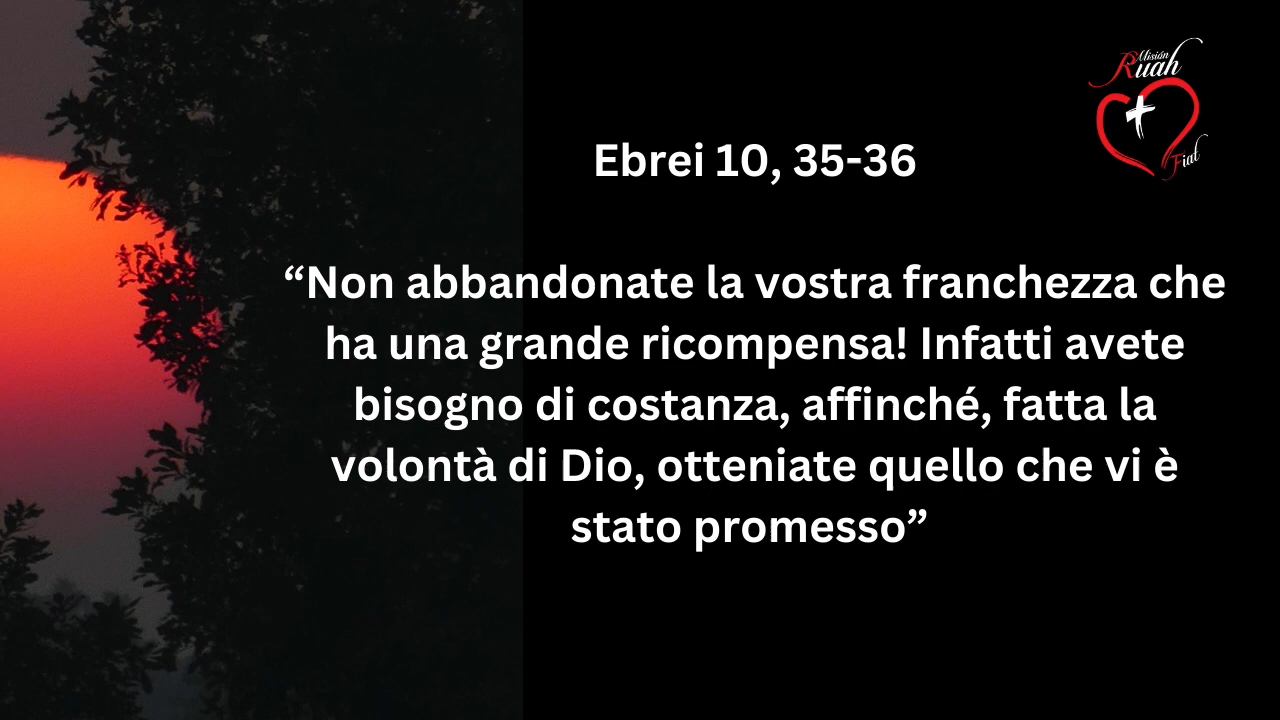 Misión
Ruah
Fiat
Ebrei 10, 35-36
“Non abbandonate la vostra franchezza che
ha una grande ricompensa! Infatti avete
bisogno di costanza, affinché, fatta la
volontà di Dio, otteniate quello che vi è
stato promesso”